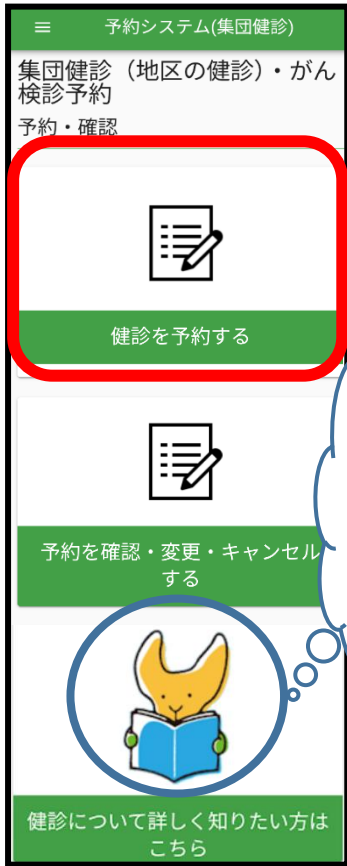 予約システム(集団健診)
集団健診（地区の健診）・がん
検診予約
予約・確認
健診を予約する
予約を確認・変更・キャンセル
する
健診について詳しく知りたい方は
こちら